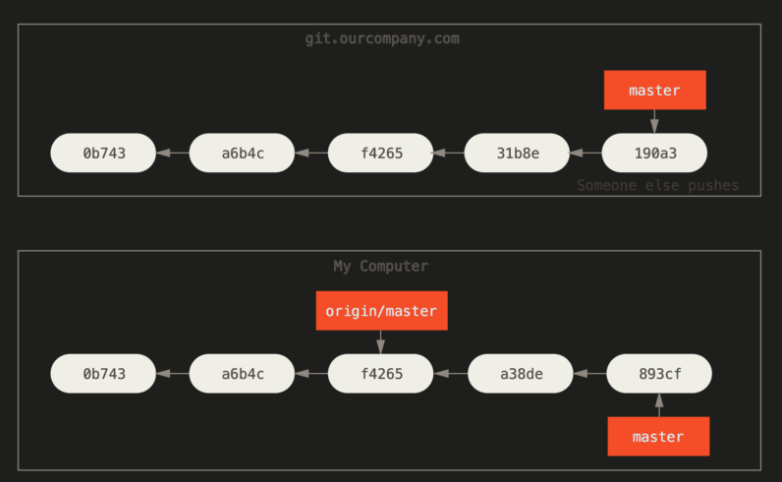 git.ourcompany.com
master
0b743 a6b4c f4265 31b8e 190a3
Someone else pushes
My Computer
origin/master
0b743 a6b4c f4265 a38de 893cf
master